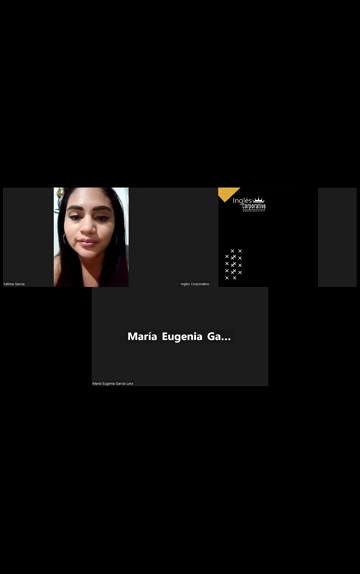 Inglés
Corporativo
Fatima Garcia
Inglés Corporativo
María Eugenia Ga...
María Eugenia García Lara